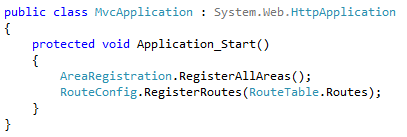 public class MvcApplication : System.Web.HttpApplication
{
    protected void Application_Start()
    {
        AreaRegistration.RegisterAllAreas();
        RouteConfig.RegisterRoutes(RouteTable.Routes);
    }
}